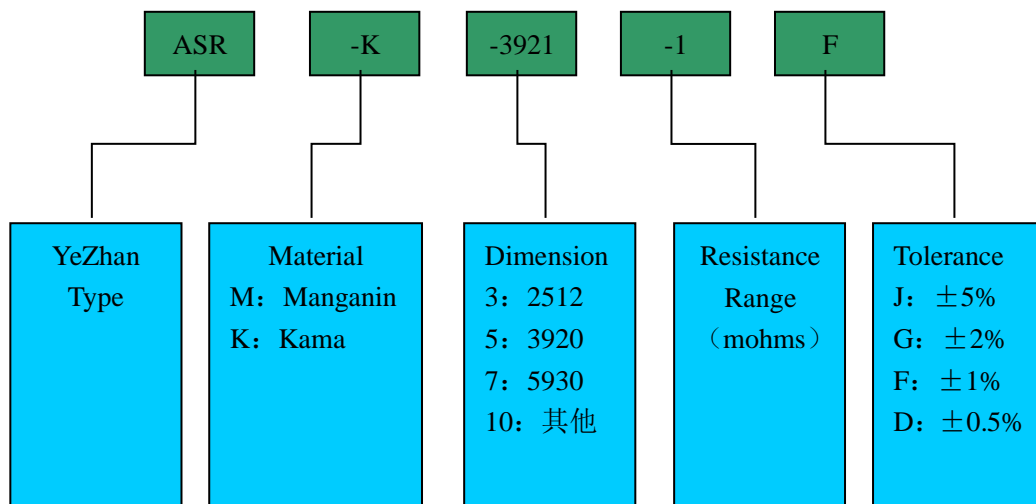 ASR
-K
-3921
-1
F
YeZhan
Type
Material
M：Manganin
K：Kama
Dimension
3：2512
5：3920
7：5930
10：其他
Resistance
Range
（mohms）
Tolerance
J：±5%
G：±2%
F：±1%
D：±0.5%